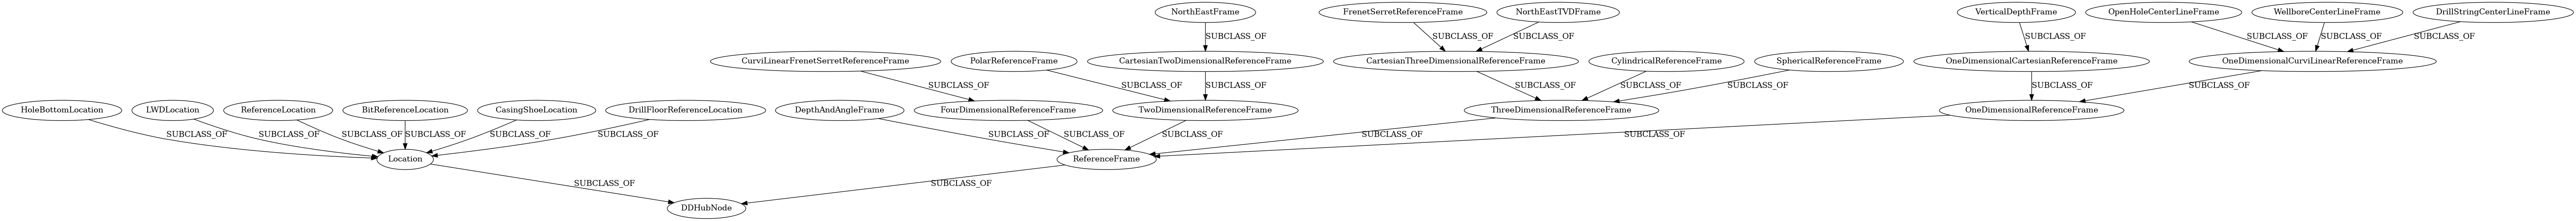 NorthEastFrame
FrenetSerretReferenceFrame
NorthEastTVDFrame
VerticalDepthFrame
OpenHoleCenterLineFrame
WellboreCenterLineFrame
DrillStringCenterLineFrame
SUBCLASS_OF
SUBCLASS_OF
SUBCLASS_OF
SUBCLASS_OF
SUBCLASS_OF
SUBCLASS_OF
SUBCLASS_OF
CurviLinearFrenetSerretReferenceFrame
PolarReferenceFrame
CartesianTwoDimensionalReferenceFrame
CartesianThreeDimensionalReferenceFrame
CylindricalReferenceFrame
SphericalReferenceFrame
OneDimensionalCartesianReferenceFrame
OneDimensionalCurviLinearReferenceFrame
SUBCLASS_OF
SUBCLASS_OF
SUBCLASS_OF
SUBCLASS_OF
SUBCLASS_OF
SUBCLASS_OF
SUBCLASS_OF
SUBCLASS_OF
HoleBottomLocation
LWDLocation
ReferenceLocation
BitReferenceLocation
CasingShoeLocation
DrillFloorReferenceLocation
DepthAndAngleFrame
FourDimensionalReferenceFrame
TwoDimensionalReferenceFrame
ThreeDimensionalReferenceFrame
OneDimensionalReferenceFrame
SUBCLASS_OF
SUBCLASS_OF
SUBCLASS_OF
SUBCLASS_OF
SUBCLASS_OF
SUBCLASS_OF
SUBCLASS_OF
SUBCLASS_OF
SUBCLASS_OF
SUBCLASS_OF
SUBCLASS_OF
Location
ReferenceFrame
SUBCLASS_OF
SUBCLASS_OF
DDHubNode